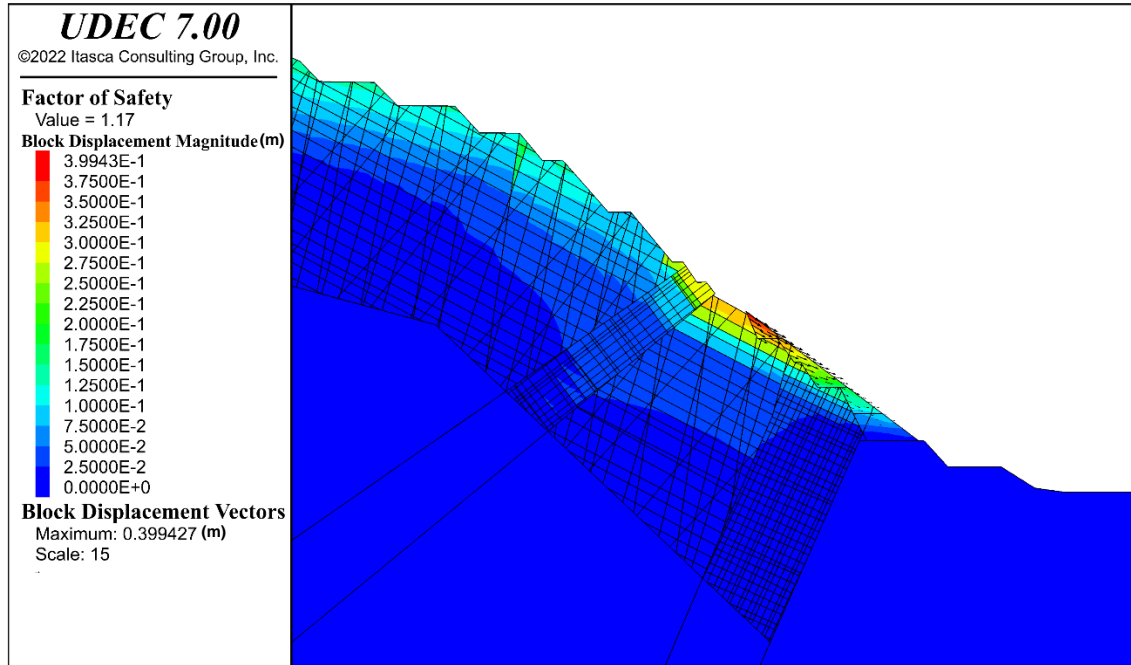 UDEC 7.00
©2022 Itasca Consulting Group, Inc.
Factor of Safety
Value = 1.17
Block Displacement Magnitude (m)
3.9943E-1
3.7500E-1
3.5000E-1
3.2500E-1
3.0000E-1
2.7500E-1
2.5000E-1
2.2500E-1
2.0000E-1
1.7500E-1
1.5000E-1
1.2500E-1
1.0000E-1
7.5000E-2
5.0000E-2
2.5000E-2
0.0000E+0
Block Displacement Vectors
Maximum: 0.399427 (m)
Scale: 15